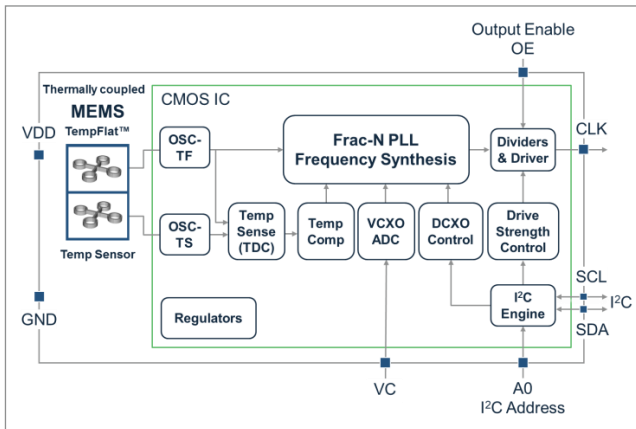 Output Enable
OE
Thermally coupled
MEMS
TempFlat™
CMOS IC
VDD
OSC-
TF
Frac-N PLL
Frequency Synthesis
Dividers
& Driver
CLK
OSC-
TS
Temp
Sense
(TDC)
Temp
Comp
VCXO
ADC
DCXO
Control
Drive
Strength
Control
Temp Sensor
GND
Regulators
I²C
Engine
SCL
I²C
SDA
VC
A0
I²C Address